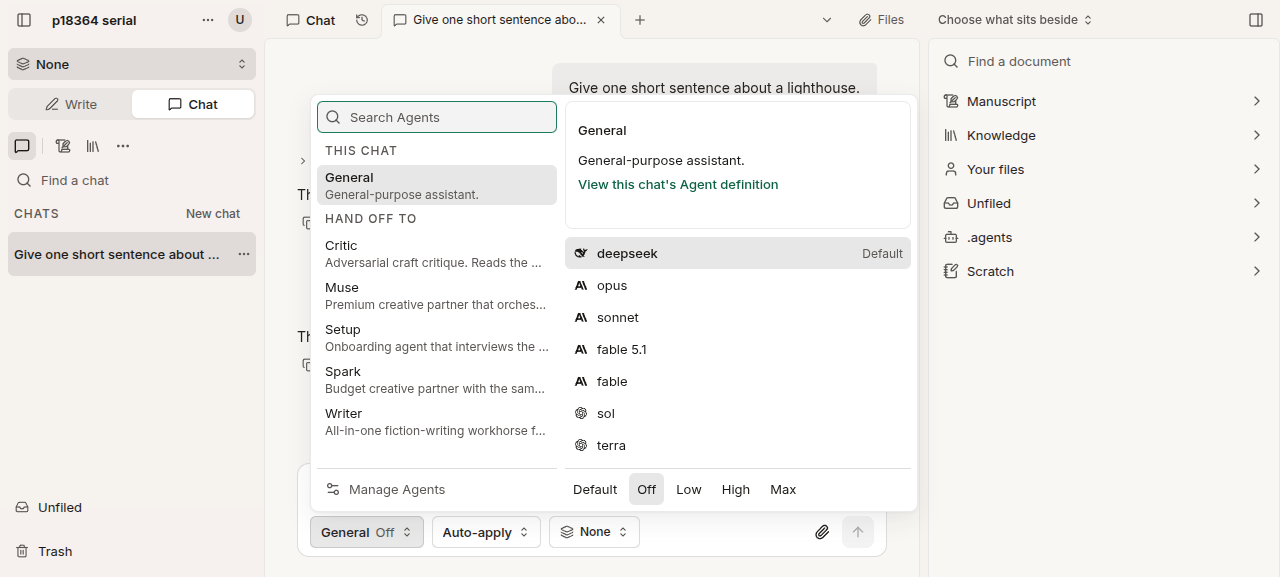 p18364 serial
U
None
Write
Chat
Find a chat
CHATS
New chat
Give one short sentence about ...
Unfiled
Trash
Chat
Give one short sentence abo...
Files
Give one short sentence about a lighthouse.
Th
Th
Search Agents
THIS CHAT
General
General-purpose assistant.
HAND OFF TO
Critic
Adversarial craft critique. Reads the ...
Muse
Premium creative partner that orches...
Setup
Onboarding agent that interviews the ...
Spark
Budget creative partner with the sam...
Writer
All-in-one fiction-writing workhorse f...
Manage Agents
General
General-purpose assistant.
View this chat's Agent definition
deepseek Default
opus
sonnet
fable 5.1
fable
sol
terra
Default Off Low High Max
General Off
Auto-apply
None
Choose what sits beside
Find a document
Manuscript
Knowledge
Your files
Unfiled
.agents
Scratch